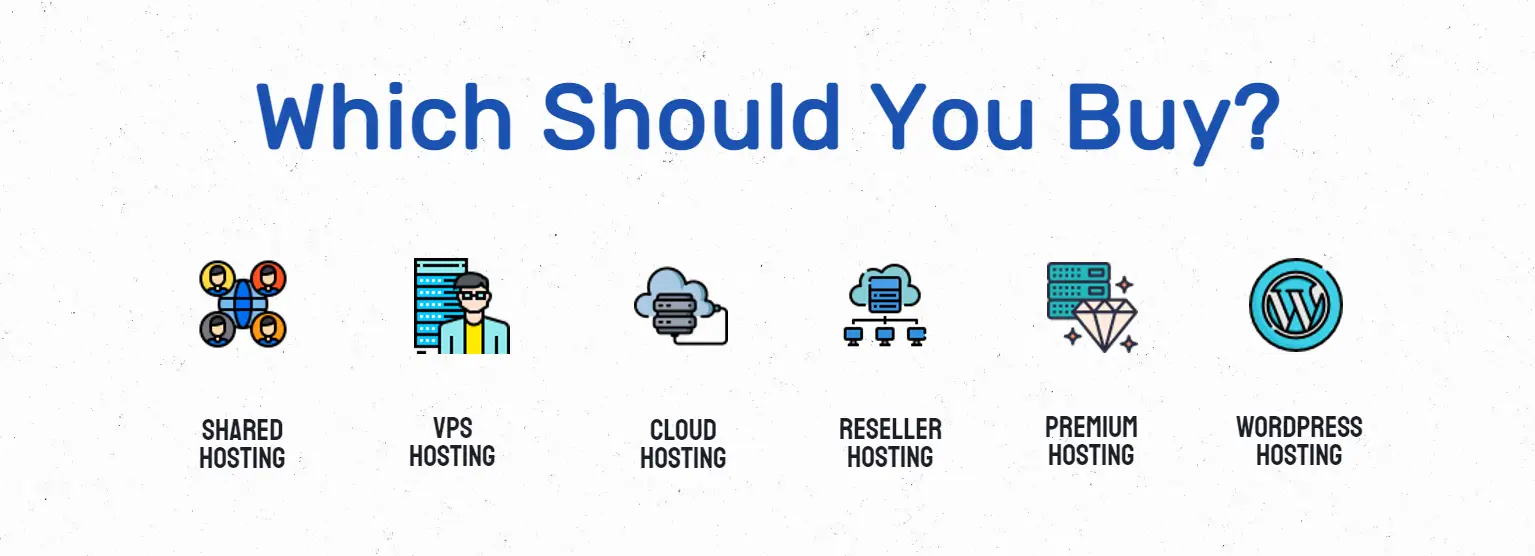 Which Should You Buy?
SHARED
HOSTING
VPS
HOSTING
CLOUD
HOSTING
RESELLER
HOSTING
PREMIUM
HOSTING
WORDPRESS
HOSTING